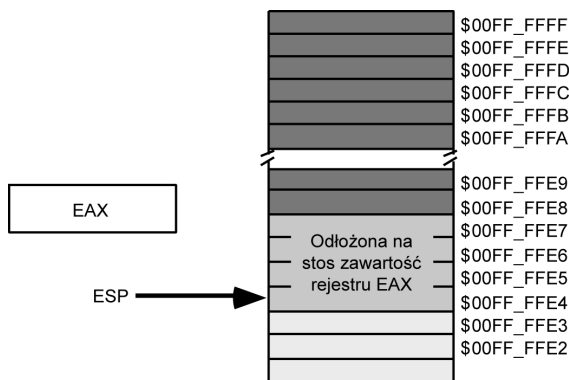 $00FF_FFFF
$00FF_FFFE
$00FF_FFFD
$00FF_FFFC
$00FF_FFFB
$00FF_FFFA
$00FF_FFE9
$00FF_FFE8
EAX
$00FF_FFE7
Odłożona na
$00FF_FFE6
stos zawartość
$00FF_FFE5
rejestru EAX
ESP
$00FF_FFE4
$00FF_FFE3
$00FF_FFE2